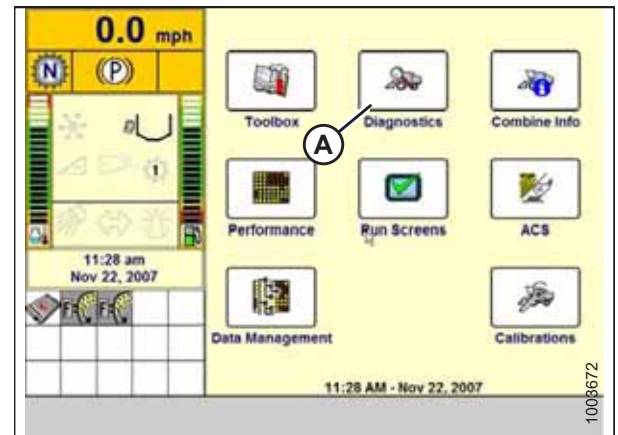 0.0 mph
N (P)
Toolbox
Diagnostics
Combine Info
A
1
Performance
Run Screens
ACS
11:28 am
Nov 22, 2007
F= F=
Data Management
Calibrations
11:28 AM - Nov 22, 2007
1003672